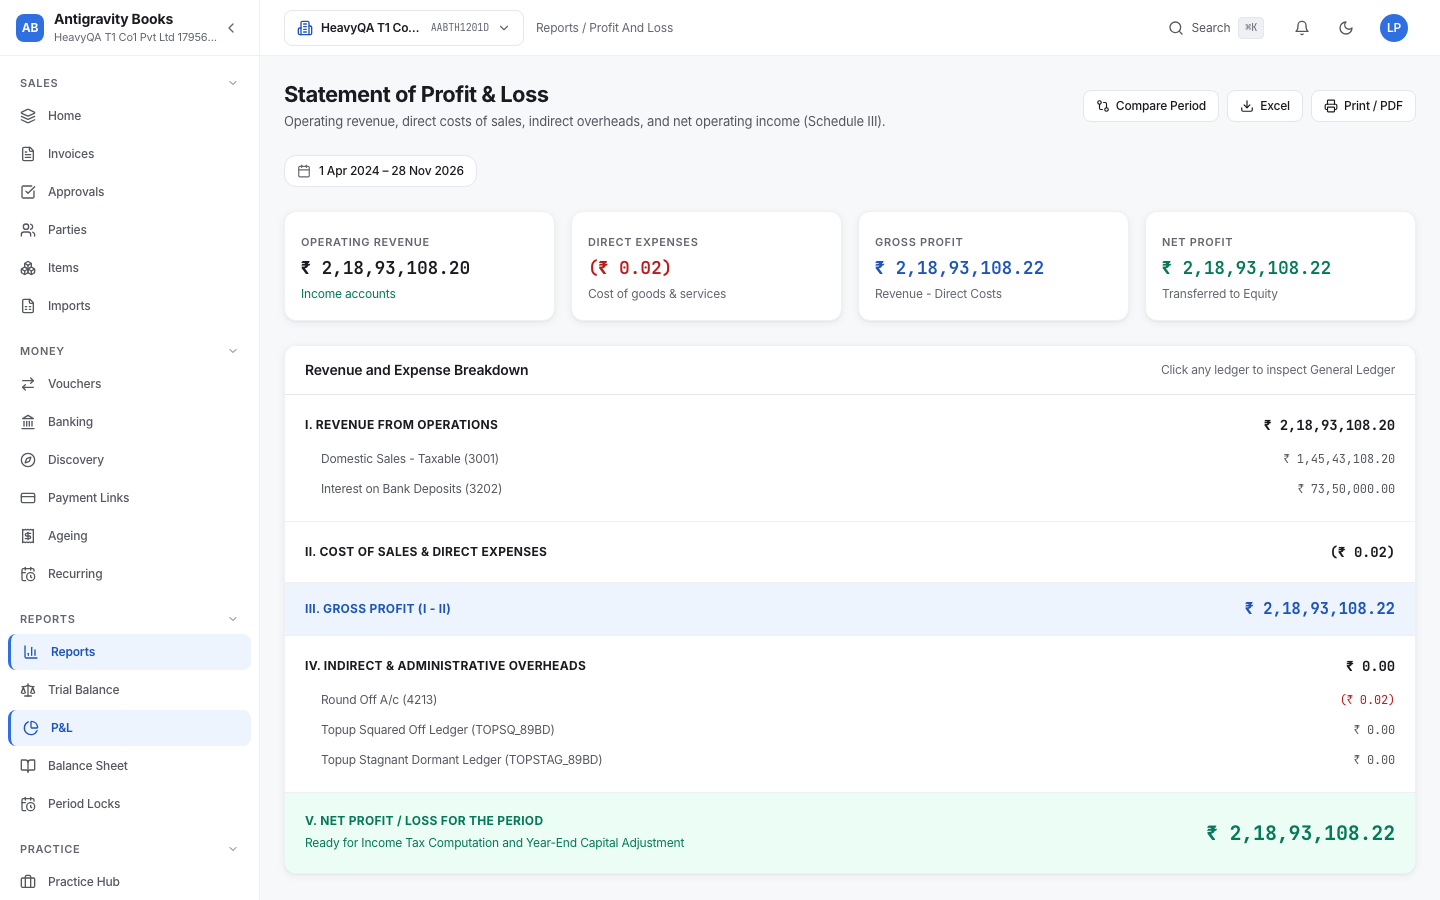 AB
Antigravity Books
HeavyQA T1 Co1 Pvt Ltd 17956...
HeavyQA T1 Co...
AABTH1201D
Reports / Profit And Loss
Search
⌘K
LP
SALES
Home
Invoices
Approvals
Parties
Items
Imports
MONEY
Vouchers
Banking
Discovery
Payment Links
Ageing
Recurring
REPORTS
Reports
Trial Balance
P&L
Balance Sheet
Period Locks
PRACTICE
Practice Hub
Statement of Profit & Loss
Operating revenue, direct costs of sales, indirect overheads, and net operating income (Schedule III).
Compare Period
Excel
Print / PDF
1 Apr 2024 – 28 Nov 2026
OPERATING REVENUE
₹ 2,18,93,108.20
Income accounts
DIRECT EXPENSES
(₹ 0.02)
Cost of goods & services
GROSS PROFIT
₹ 2,18,93,108.22
Revenue - Direct Costs
NET PROFIT
₹ 2,18,93,108.22
Transferred to Equity
Revenue and Expense Breakdown
Click any ledger to inspect General Ledger
I. REVENUE FROM OPERATIONS ₹ 2,18,93,108.20
Domestic Sales - Taxable (3001) ₹ 1,45,43,108.20
Interest on Bank Deposits (3202) ₹ 73,50,000.00
II. COST OF SALES & DIRECT EXPENSES (₹ 0.02)
III. GROSS PROFIT (I - II) ₹ 2,18,93,108.22
IV. INDIRECT & ADMINISTRATIVE OVERHEADS ₹ 0.00
Round Off A/c (4213) (₹ 0.02)
Topup Squared Off Ledger (TOPSQ_89BD) ₹ 0.00
Topup Stagnant Dormant Ledger (TOPSTAG_89BD) ₹ 0.00
V. NET PROFIT / LOSS FOR THE PERIOD
Ready for Income Tax Computation and Year-End Capital Adjustment
₹ 2,18,93,108.22